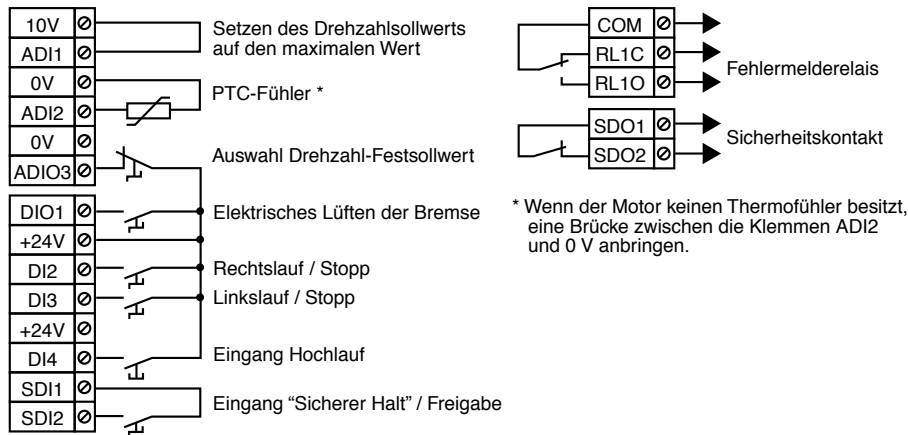 10V
ADI1
Setzen des Drehzahlsollwerts
auf den maximalen Wert
0V
ADI2
PTC-Fühler *
0V
ADIO3
Auswahl Drehzahl-Festsollwert
DIO1
Elektrisches Lüften der Bremse
+24V
DI2
Rechtslauf / Stopp
DI3
Linkslauf / Stopp
+24V
DI4
Eingang Hochlauf
SDI1
SDI2
Eingang “Sicherer Halt” / Freigabe
COM
RL1C
RL1O
Fehlermelderelais
SDO1
SDO2
Sicherheitskontakt
* Wenn der Motor keinen Thermofühler besitzt,
eine Brücke zwischen die Klemmen ADI2
und 0 V anbringen.